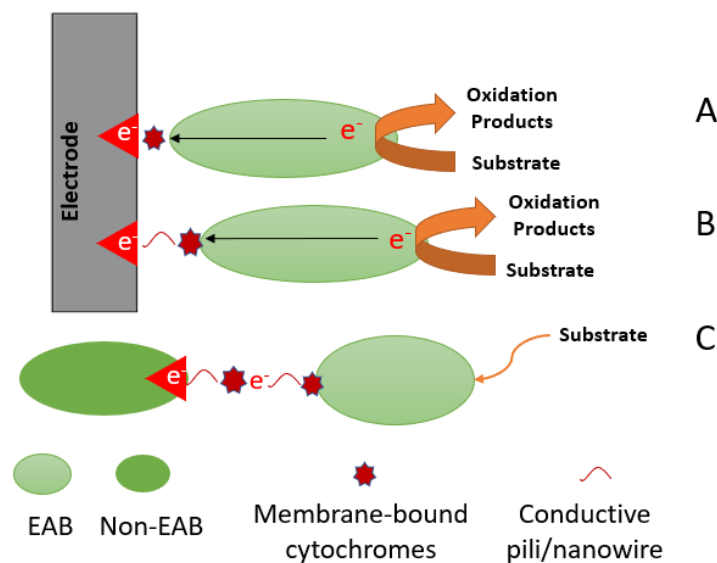 Electrode
e-
e-
Oxidation
Products
Substrate
A
e-
e-
Oxidation
Products
Substrate
B
e-
e-
Substrate
C
EAB
Non-EAB
Membrane-bound
cytochromes
Conductive
pili/nanowire